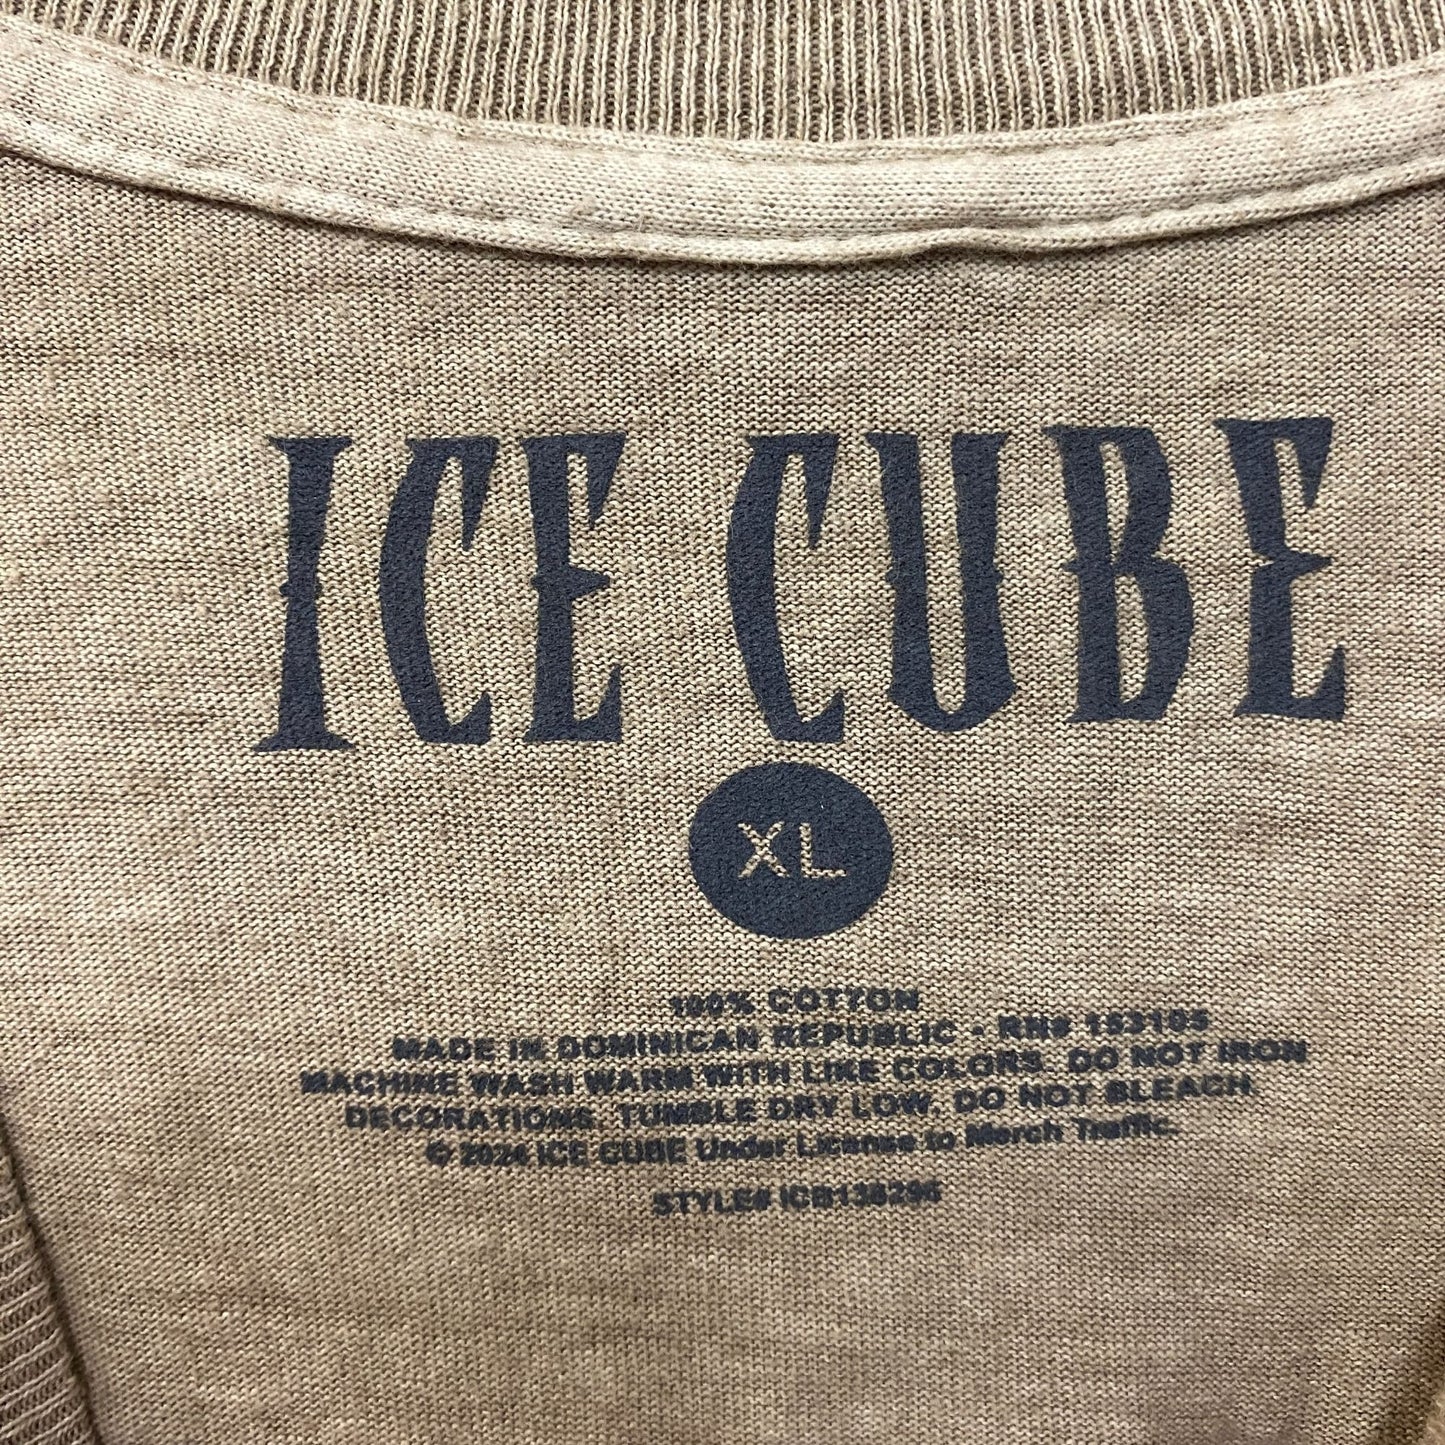 ICE CUBE
XL
100% COTTON
MADE IN DOMINICAN REPUBLIC - RN# 153105
MACHINE WASH WARM WITH LIKE COLORS. DO NOT IRON
DECORATIONS. TUMBLE DRY LOW. DO NOT BLEACH
© 2024 ICE CUBE Under License to Merch Traffic.
STYLE# ICB138296